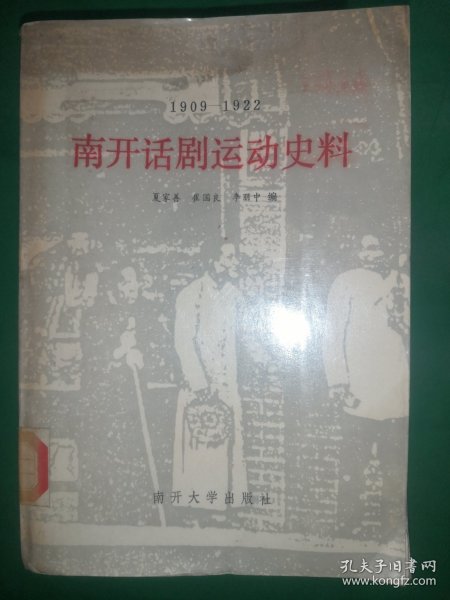 1909—1922
南开话剧运动史料
夏家善 崔国良 李丽中 编
南开大学出版社
孔夫子旧书网
www.kongfz.com